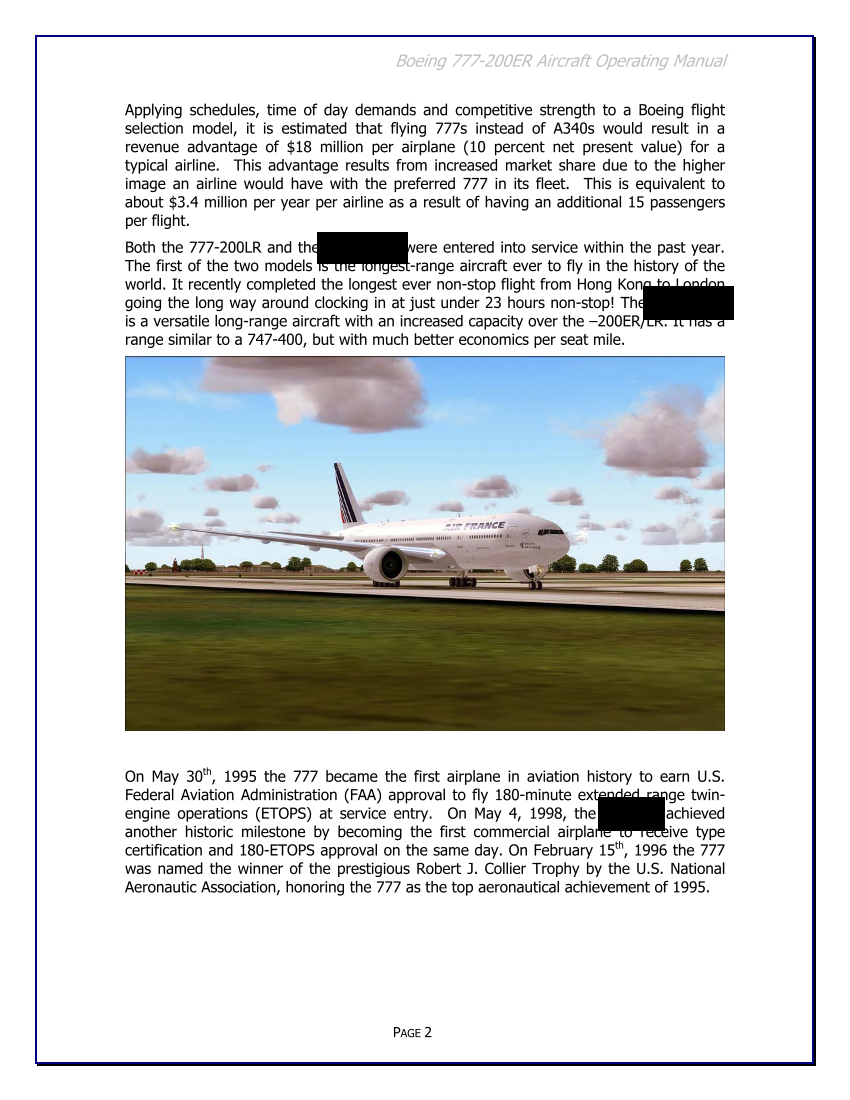 Boeing 777-200ER Aircraft Operating Manual
Applying schedules, time of day demands and competitive strength to a Boeing flight
selection model, it is estimated that flying 777s instead of A340s would result in a
revenue advantage of $18 million per airplane (10 percent net present value) for a
typical airline. This advantage results from increased market share due to the higher
image an airline would have with the preferred 777 in its fleet. This is equivalent to
about $3.4 million per year per airline as a result of having an additional 15 passengers
per flight.
Both the 777-200LR and the were entered into service within the past year.
The first of the two models is the longest-range aircraft ever to fly in the history of the
world. It recently completed the longest ever non-stop flight from Hong Kong to London
going the long way around clocking in at just under 23 hours non-stop! The
is a versatile long-range aircraft with an increased capacity over the –200ER/LR. It has a
range similar to a 747-400, but with much better economics per seat mile.
AIR FRANCE
On May 30th, 1995 the 777 became the first airplane in aviation history to earn U.S.
Federal Aviation Administration (FAA) approval to fly 180-minute extended range twin-
engine operations (ETOPS) at service entry. On May 4, 1998, the achieved
another historic milestone by becoming the first commercial airplane to receive type
certification and 180-ETOPS approval on the same day. On February 15th, 1996 the 777
was named the winner of the prestigious Robert J. Collier Trophy by the U.S. National
Aeronautic Association, honoring the 777 as the top aeronautical achievement of 1995.
PAGE 2